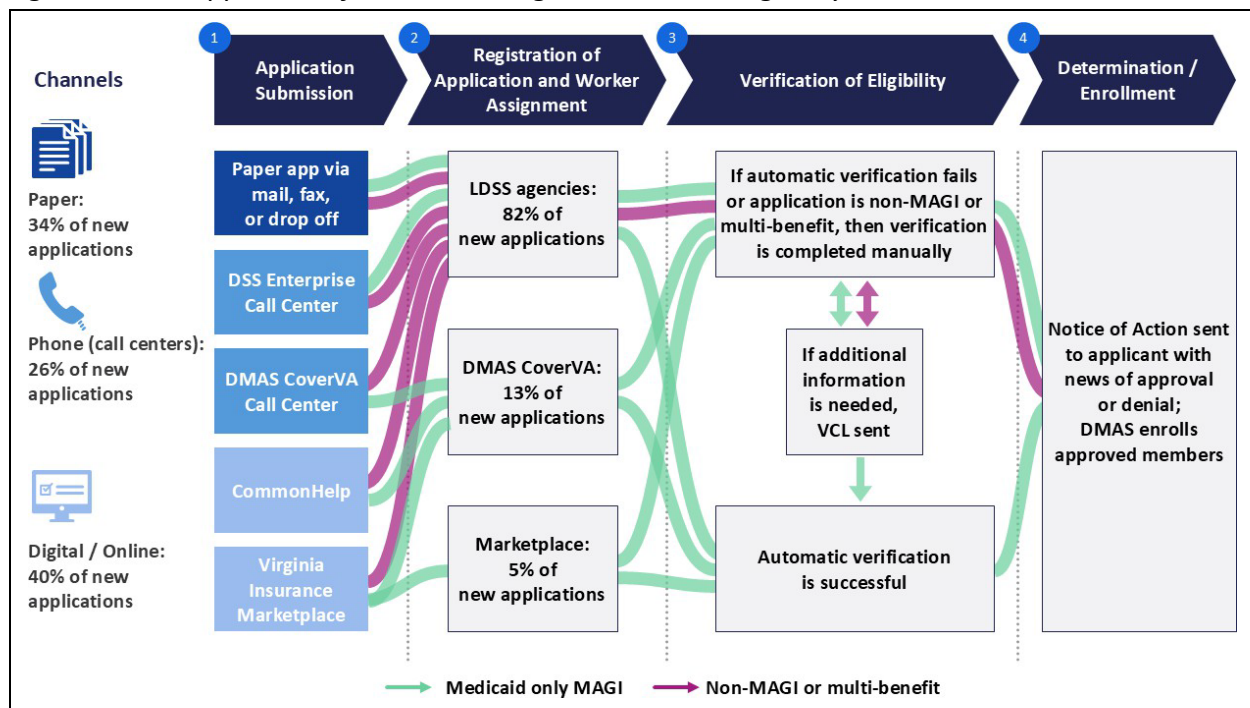 1
2
3
4
Channels
Application
Submission
Registration of
Application and Worker
Assignment
Verification of Eligibility
Determination /
Enrollment
Paper:
34% of new
applications
Phone (call centers):
26% of new
applications
Digital / Online:
40% of new
applications
Paper app via
mail, fax,
or drop off
DSS Enterprise
Call Center
DMAS CoverVA
Call Center
CommonHelp
Virginia
Insurance
Marketplace
LDSS agencies:
82% of
new applications
DMAS CoverVA:
13% of
new applications
Marketplace:
5% of
new applications
If automatic verification fails
or application is non-MAGI or
multi-benefit, then verification
is completed manually
If additional
information
is needed,
VCL sent
Automatic verification
is successful
Notice of Action sent
to applicant with
news of approval
or denial;
DMAS enrolls
approved members
Medicaid only MAGI
Non-MAGI or multi-benefit